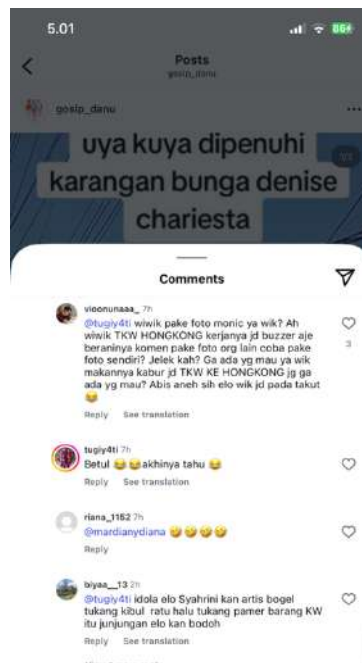 5.01
86
Posts
gosip_danu
gosip_danu
uya kuya dipenuhi
karangan bunga denise
chariesta
Comments
vioonunaaa_ 7h
@tugiy4ti wiwik pake foto monic ya wik? Ah
wiwik TKW HONGKONG kerjanya jd buzzer aje
beraninya komen pake foto org lain coba pake
foto sendiri? Jelek kah? Ga ada yg mau ya wik
makannya kabur jd TKW KE HONGKONG jg ga
ada yg mau? Abis aneh sih elo wik jd pada takut
😂
3
Reply See translation
tugiy4ti 7h
Betul 😂😂akhinya tahu 😂
Reply See translation
riana_1152 7h
@mardianydiana 🤣🤣🤣🤣
Reply
biyaa__13 2h
@tugiy4ti idola elo Syahrini kan artis bogel
tukang kibul ratu halu tukang pamer barang KW
itu junjungan elo kan bodoh
Reply See translation